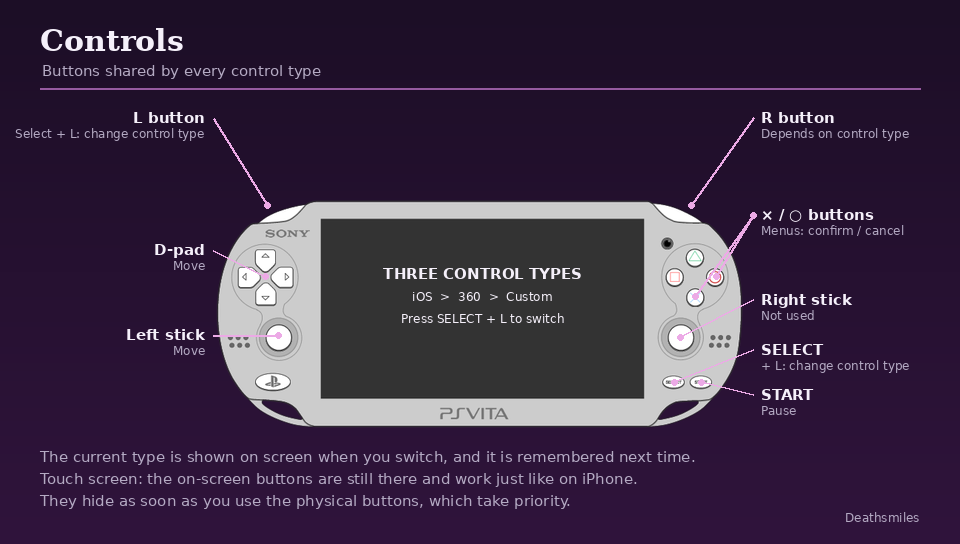 Controls
Buttons shared by every control type
L button
Select + L: change control type
R button
Depends on control type
× / ○ buttons
Menus: confirm / cancel
SONY
D-pad
Move
THREE CONTROL TYPES
iOS > 360 > Custom
Press SELECT + L to switch
Right stick
Not used
Left stick
Move
SELECT
+ L: change control type
START
Pause
PSVITA
The current type is shown on screen when you switch, and it is remembered next time.
Touch screen: the on-screen buttons are still there and work just like on iPhone.
They hide as soon as you use the physical buttons, which take priority.
Deathsmiles